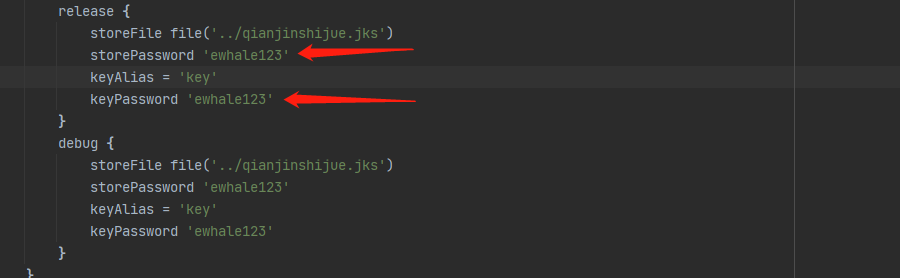 release {
storeFile file('../qianjinshijue.jks')
storePassword 'ewhale123'
keyAlias = 'key'
keyPassword 'ewhale123'
}
debug {
storeFile file('../qianjinshijue.jks')
storePassword 'ewhale123'
keyAlias = 'key'
keyPassword 'ewhale123'
}
}